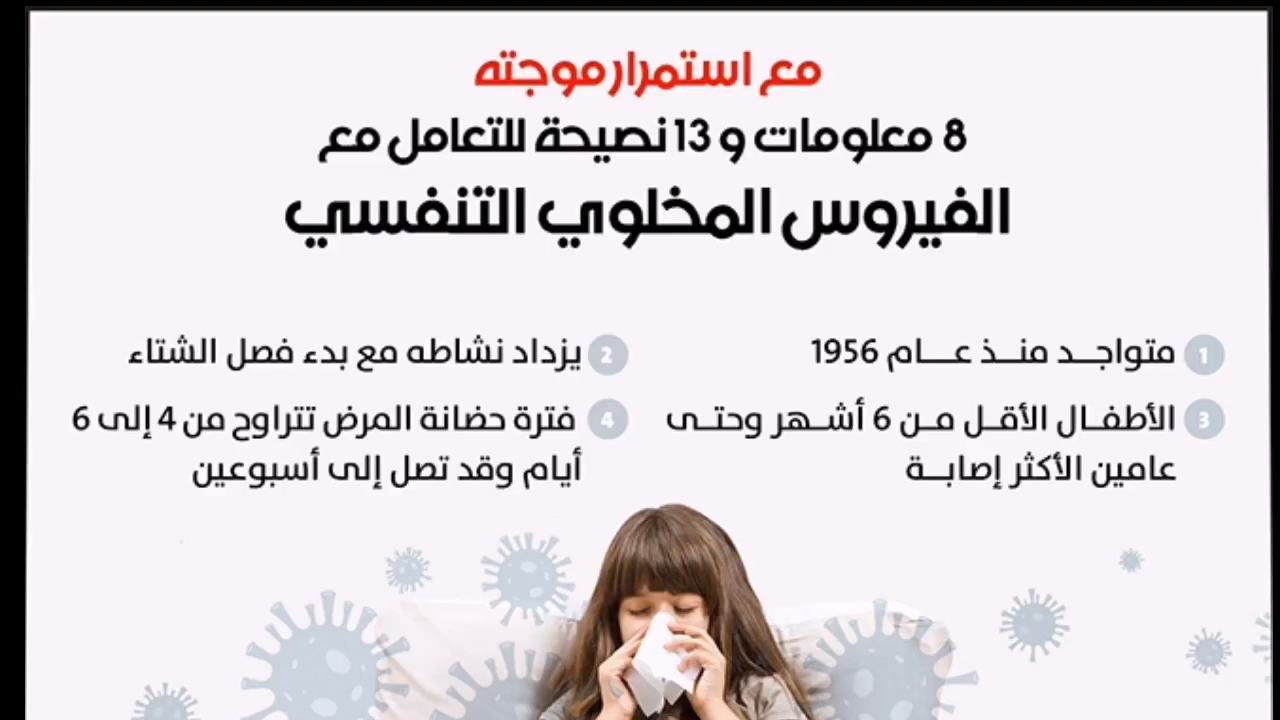 مع استمرار موجته
8 معلومات و 13 نصيحة للتعامل مع
الفيروس المخلوي التنفسي
1 متواجد منذ عام 1956
2 يزداد نشاطه مع بدء فصل الشتاء
3 الأطفال الأقل من 6 أشهر وحتى
عامين الأكثر إصابة
4 فترة حضانة المرض تتراوح من 4 إلى 6
أيام وقد تصل إلى أسبوعين